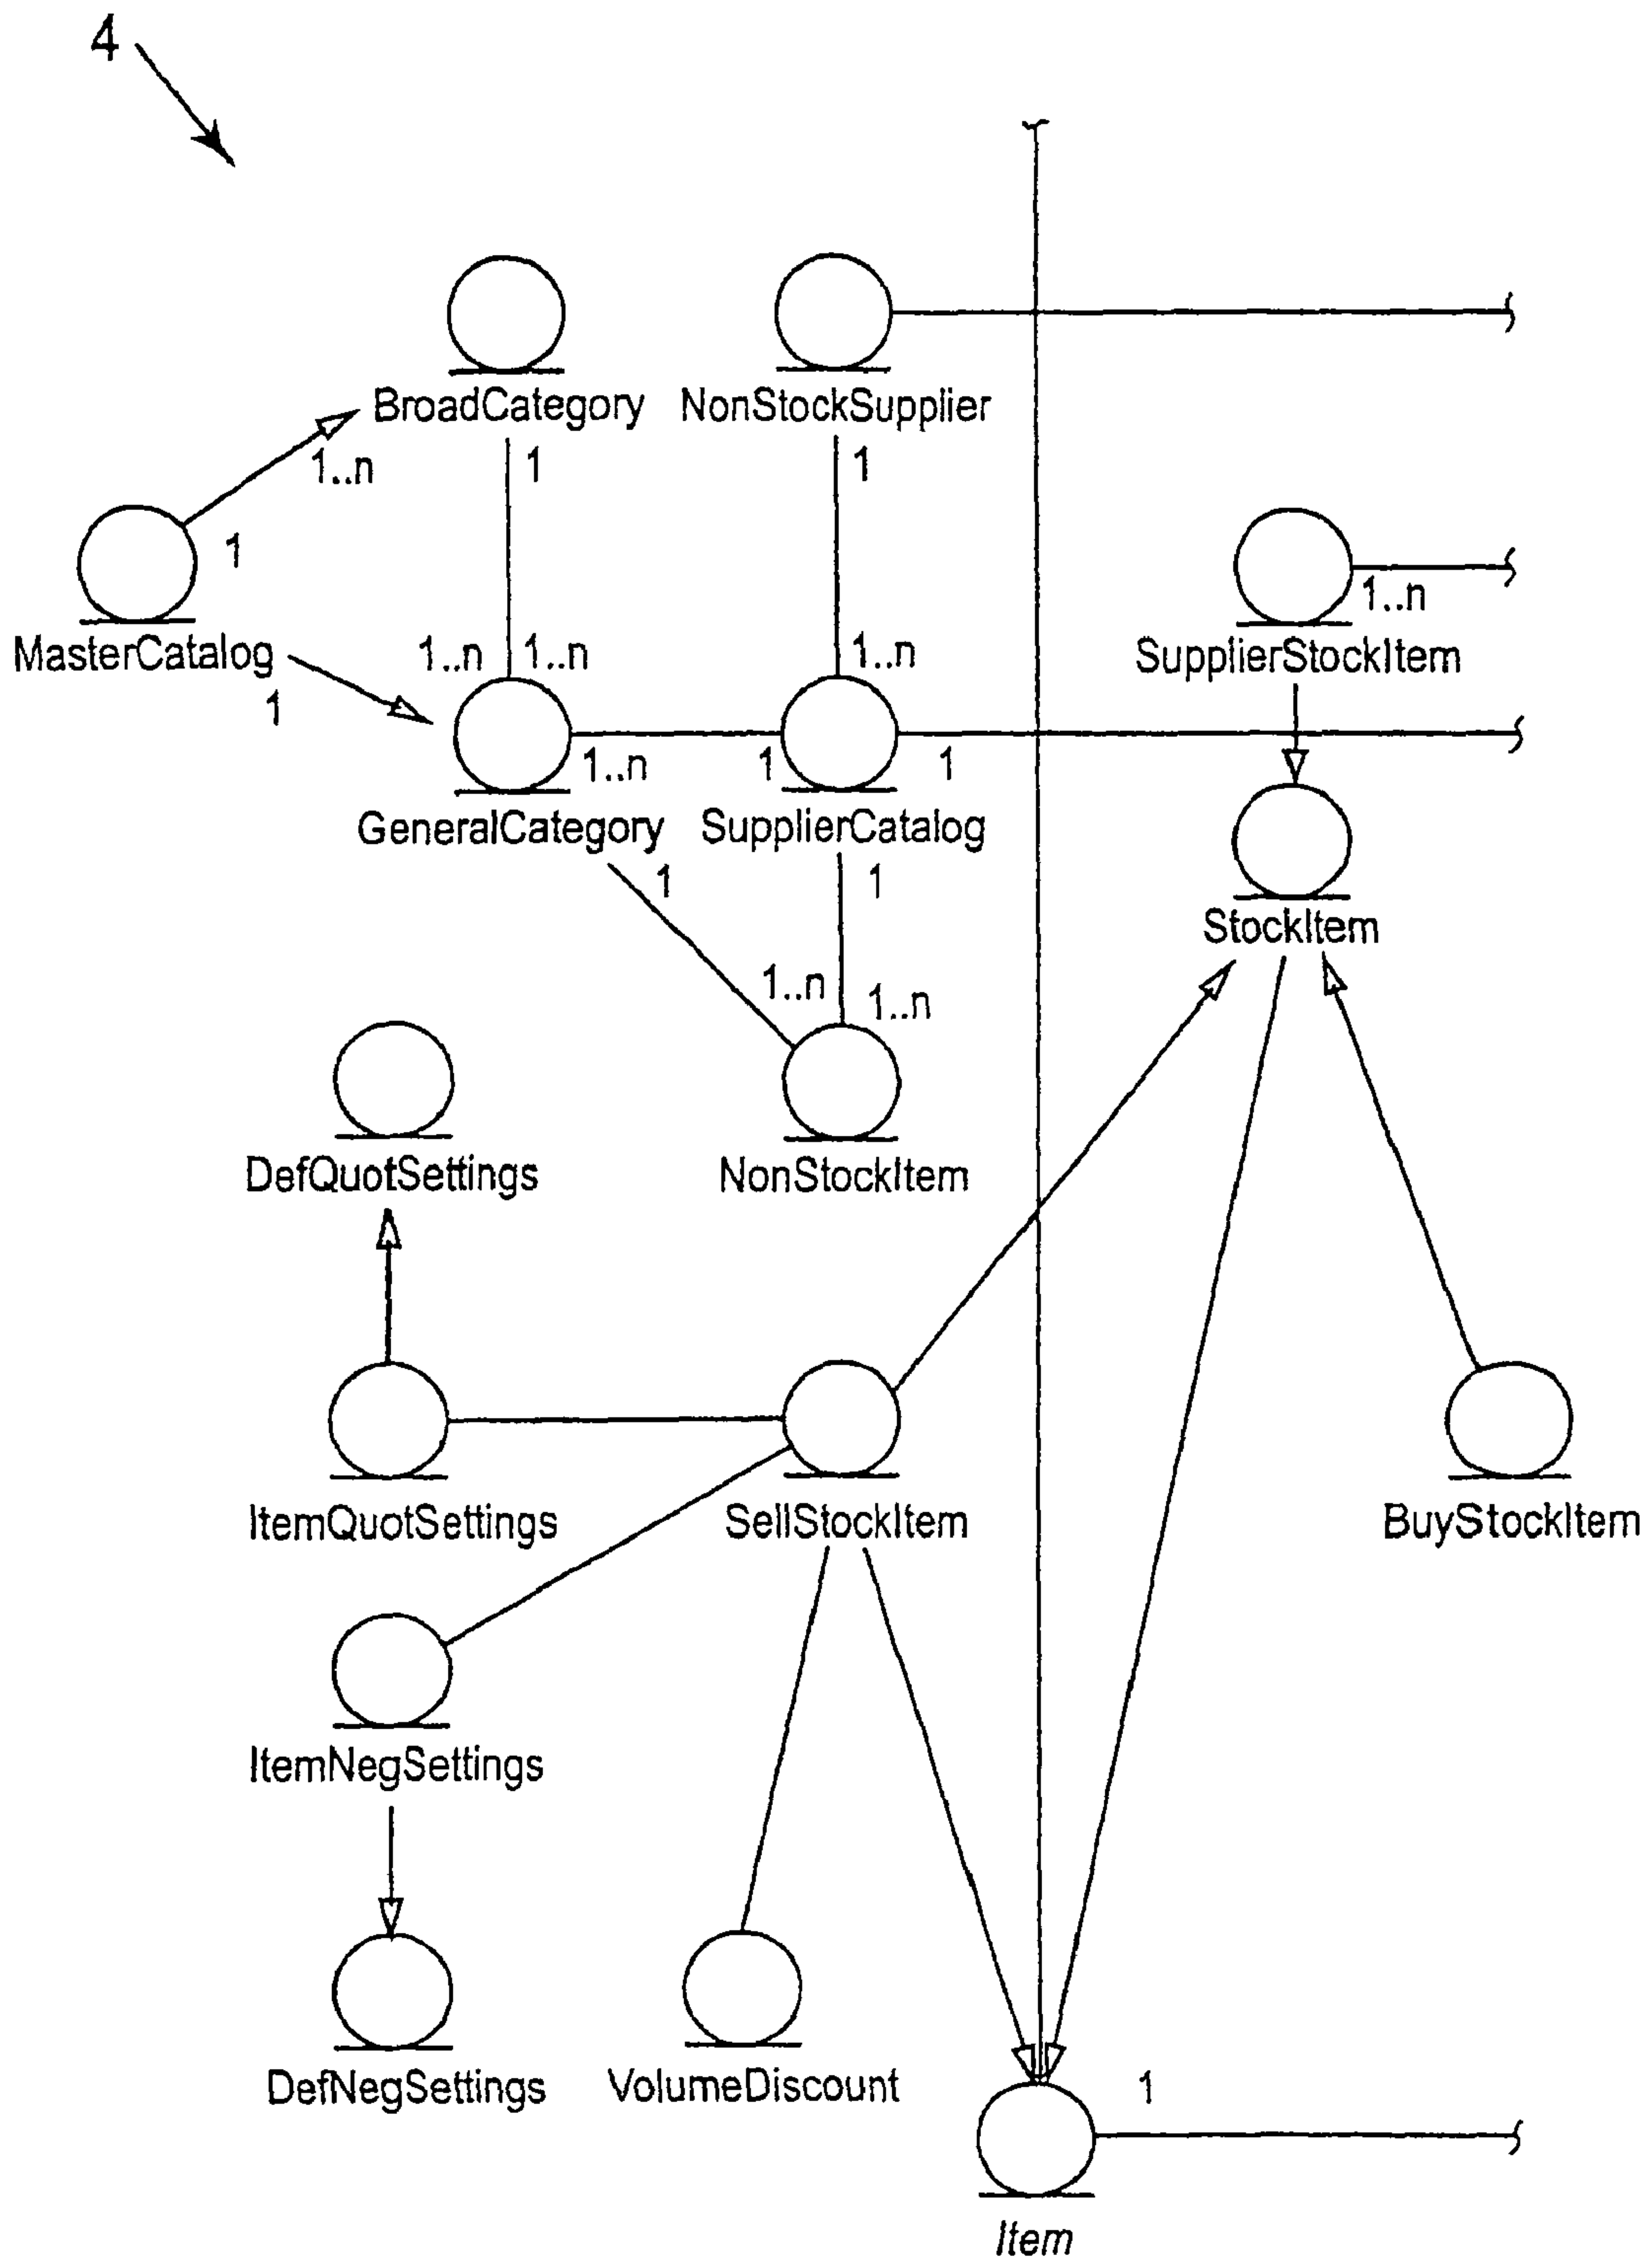 4
BroadCategory
NonStockSupplier
1..n
1
1
1
1..n
SupplierStockItem
MasterCatalog
1
1..n
1..n
1..n
1..n
1
1
GeneralCategory
SupplierCatalog
1
1
StockItem
1..n
1..n
DefQuotSettings
NonStockItem
ItemQuotSettings
SellStockItem
BuyStockItem
ItemNegSettings
DefNegSettings
VolumeDiscount
1
Item